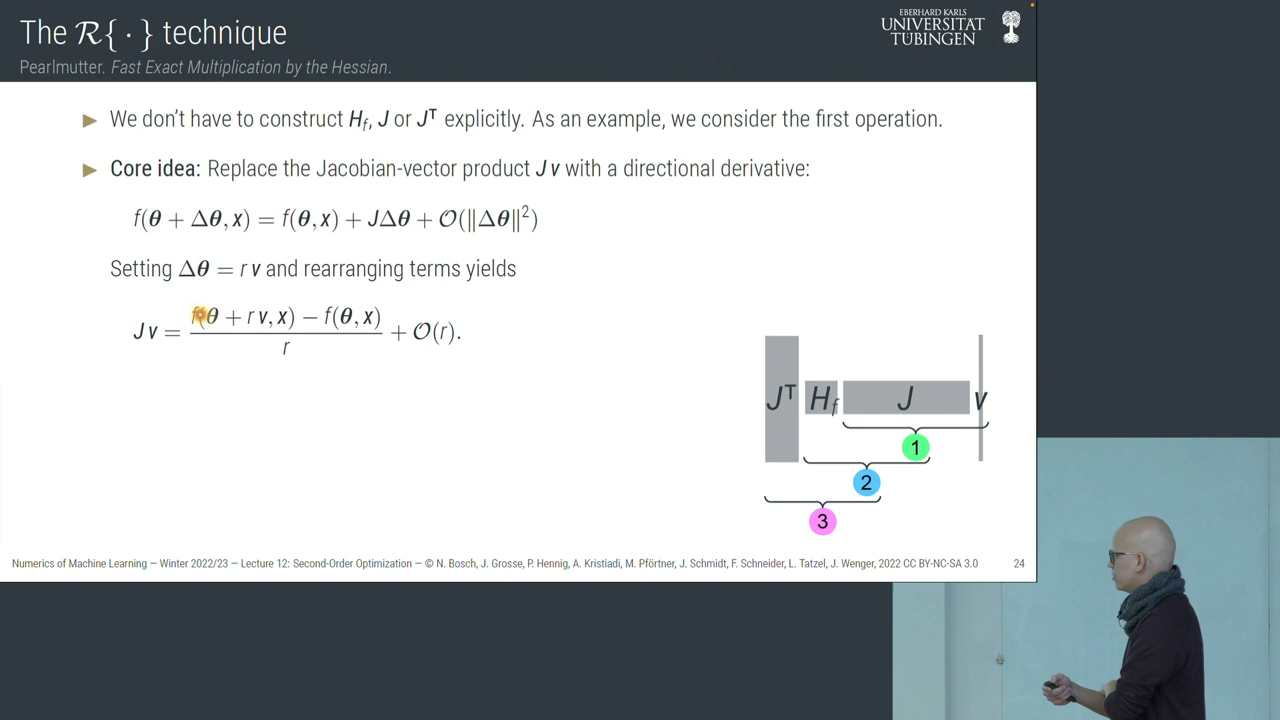 The R{ · } technique
Pearlmutter. Fast Exact Multiplication by the Hessian.
EBERHARD KARLS
UNIVERSITÄT
TÜBINGEN
► We don't have to construct H_f, J or Jᵀ explicitly. As an example, we consider the first operation.
► Core idea: Replace the Jacobian-vector product J v with a directional derivative:
f(θ + Δθ, x) = f(θ, x) + JΔθ + O(‖Δθ‖²)
Setting Δθ = r v and rearranging terms yields
J v = (f(θ + r v, x) − f(θ, x)) / r + O(r).
Jᵀ H_f J v
1
2
3
Numerics of Machine Learning — Winter 2022/23 — Lecture 12: Second-Order Optimization — © N. Bosch, J. Grosse, P. Hennig, A. Kristiadi, M. Pförtner, J. Schmidt, F. Schneider, L. Tatzel, J. Wenger, 2022 CC BY-NC-SA 3.0 24